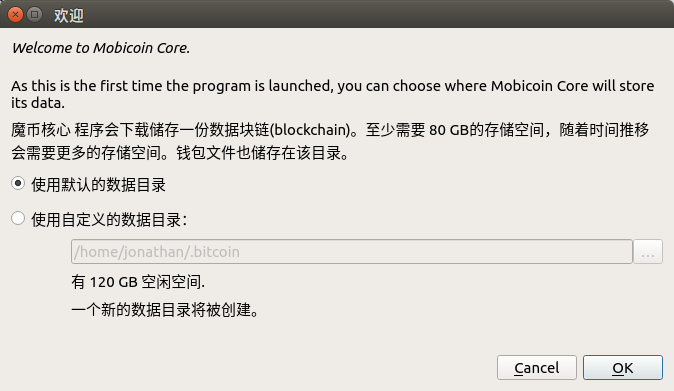 欢迎
Welcome to Mobicoin Core.
As this is the first time the program is launched, you can choose where Mobicoin Core will store
its data.
魔币核心 程序会下载储存一份数据块链(blockchain)。至少需要 80 GB的存储空间，随着时间推移
会需要更多的存储空间。钱包文件也储存在该目录。
使用默认的数据目录
使用自定义的数据目录：
/home/jonathan/.bitcoin
...
有 120 GB 空闲空间.
一个新的数据目录将被创建。
Cancel
OK